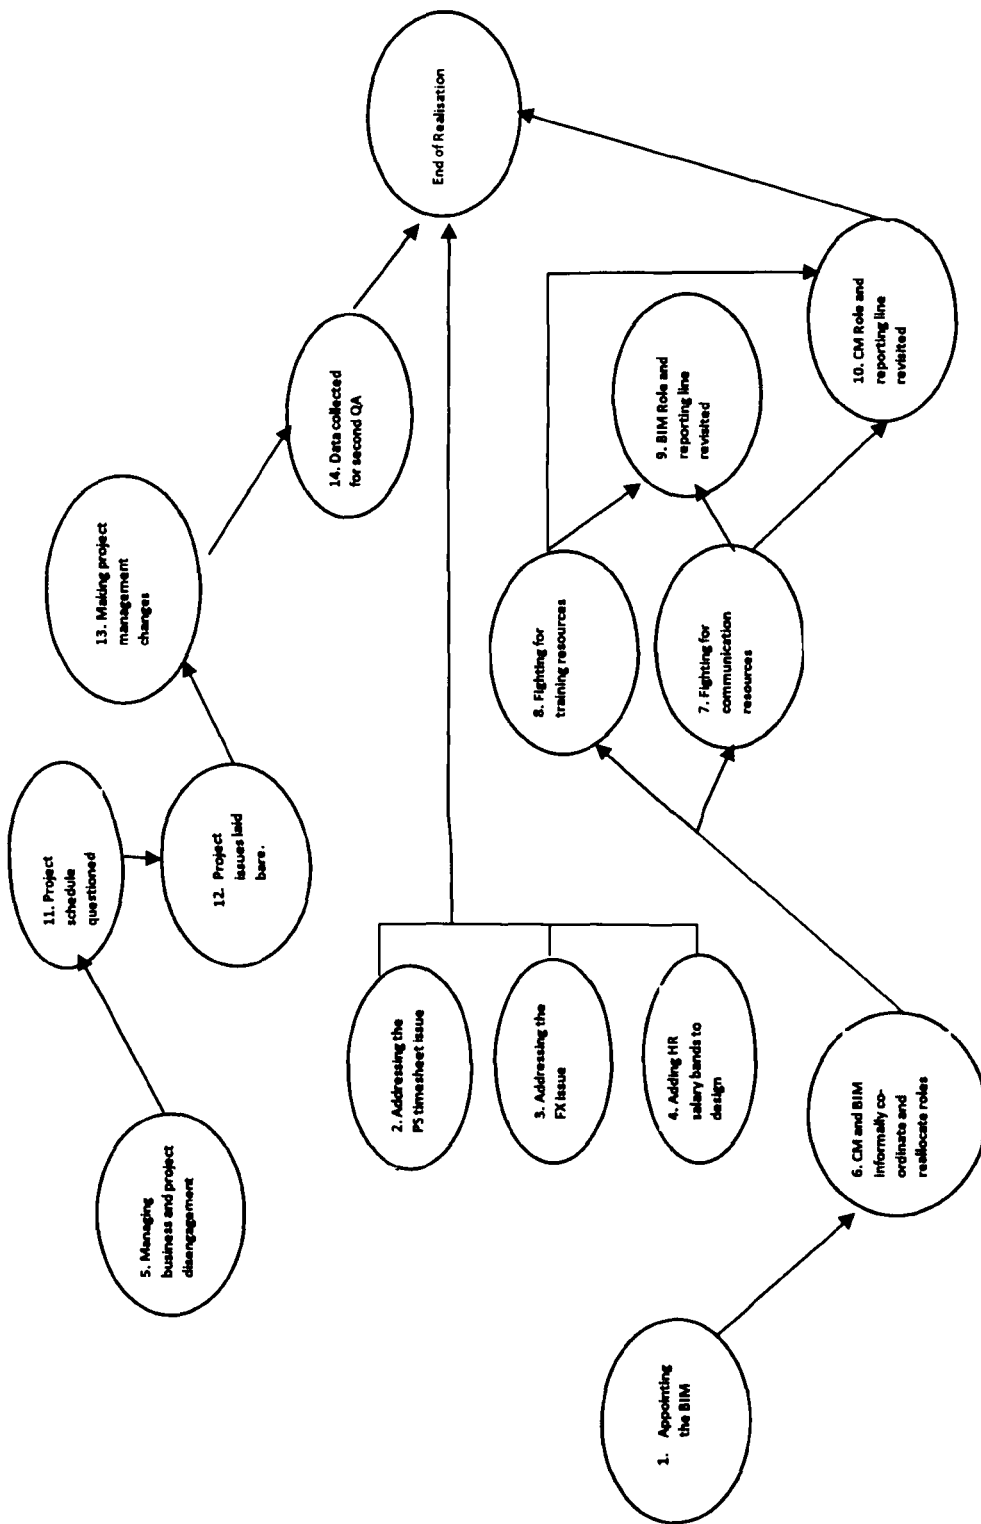 1. Appointing
the BIM
2. Addressing the
PS timesheet issue
3. Addressing the
FX issue
4. Adding HR
salary bands to
design
5. Managing
business and project
disengagement
6. CM and BIM
informally co-
ordinate and
reallocate roles
7. Fighting for
communication
resources
8. Fighting for
training resources
9. BIM Role and
reporting line
revisited
10. CM Role and
reporting line
revisited
11. Project
schedule
questioned
12. Project
issues laid
bare.
13. Making project
management
changes
14. Data collected
for second QA
End of Realisation